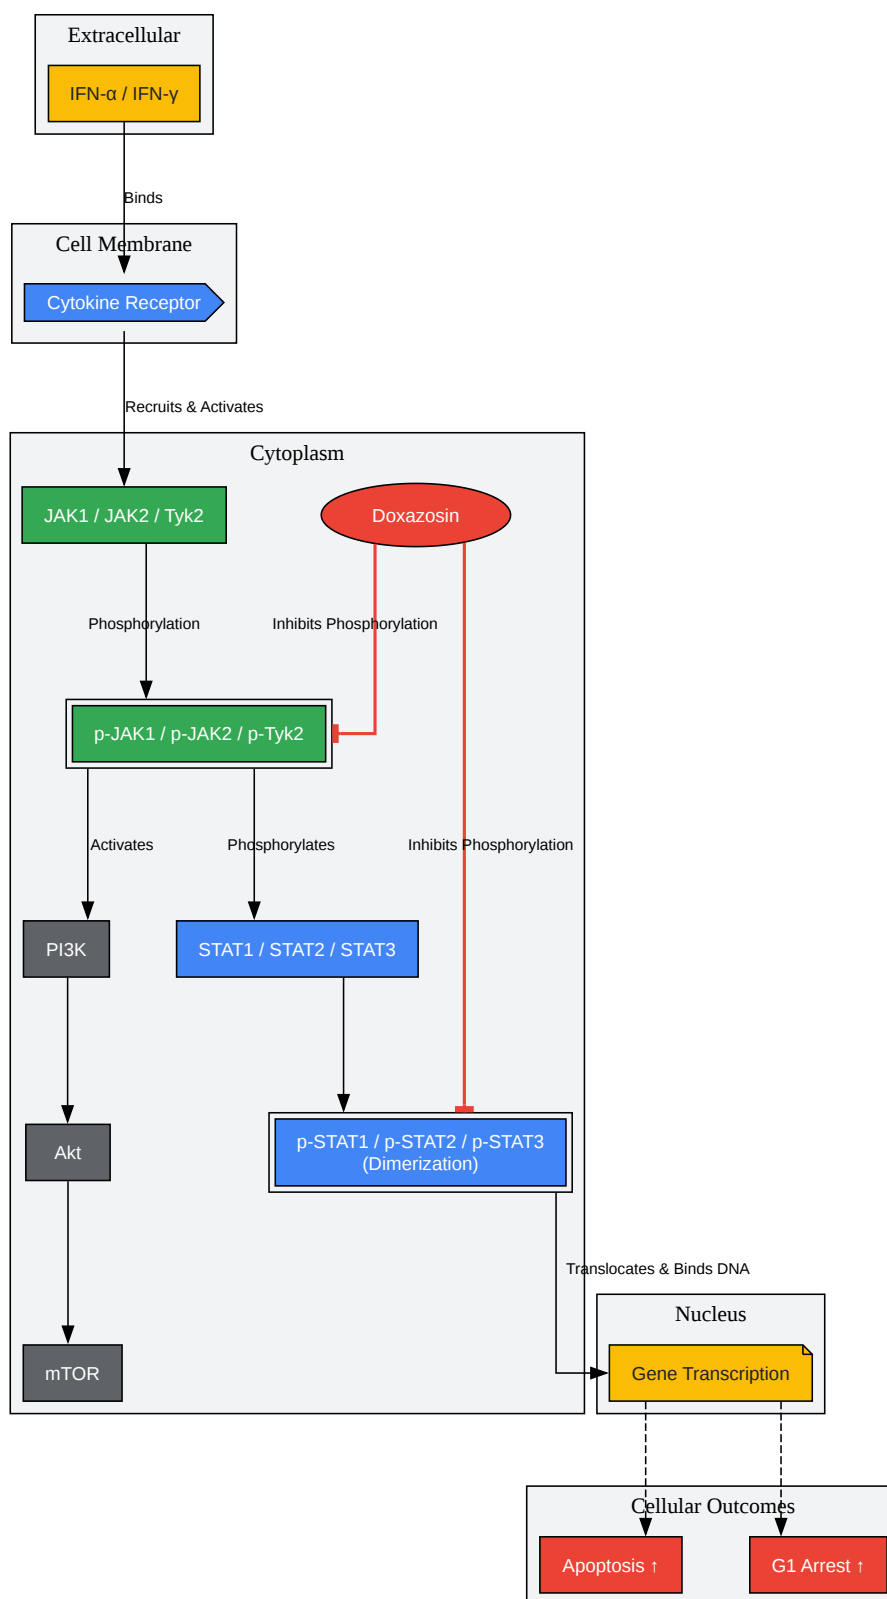 Extracellular
IFN-α / IFN-γ
Binds
Cell Membrane
Cytokine Receptor
Recruits & Activates
Cytoplasm
JAK1 / JAK2 / Tyk2
Doxazosin
Phosphorylation
Inhibits Phosphorylation
p-JAK1 / p-JAK2 / p-Tyk2
Activates
Phosphorylates
Inhibits Phosphorylation
PI3K
STAT1 / STAT2 / STAT3
Akt
p-STAT1 / p-STAT2 / p-STAT3
(Dimerization)
Translocates & Binds DNA
Nucleus
mTOR
Gene Transcription
Cellular Outcomes
Apoptosis ↑
G1 Arrest ↑